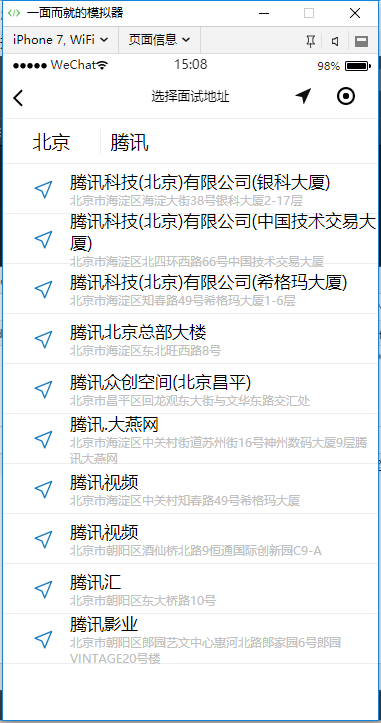 一面而就的模拟器
iPhone 7, WiFi 页面信息
WeChat 15:08 98%
选择面试地址
北京 腾讯
腾讯科技(北京)有限公司(银科大厦)
北京市海淀区海淀大街38号银科大厦2-17层
腾讯科技(北京)有限公司(中国技术交易大
厦)
北京市海淀区北四环西路66号中国技术交易大厦
腾讯科技(北京)有限公司(希格玛大厦)
北京市海淀区知春路49号希格玛大厦1-6层
腾讯北京总部大楼
北京市海淀区东北旺西路8号
腾讯众创空间(北京昌平)
北京市昌平区回龙观东大街与文华东路交汇处
腾讯.大燕网
北京市海淀区中关村街道苏州街16号神州数码大厦9层腾
讯大燕网
腾讯视频
北京市海淀区中关村知春路49号希格玛大厦
腾讯视频
北京市朝阳区酒仙桥北路9恒通国际创新园C9-A
腾讯汇
北京市朝阳区东大桥路10号
腾讯影业
北京市朝阳区郎园艺文中心惠河北路郎家园6号郎园
VINTAGE20号楼